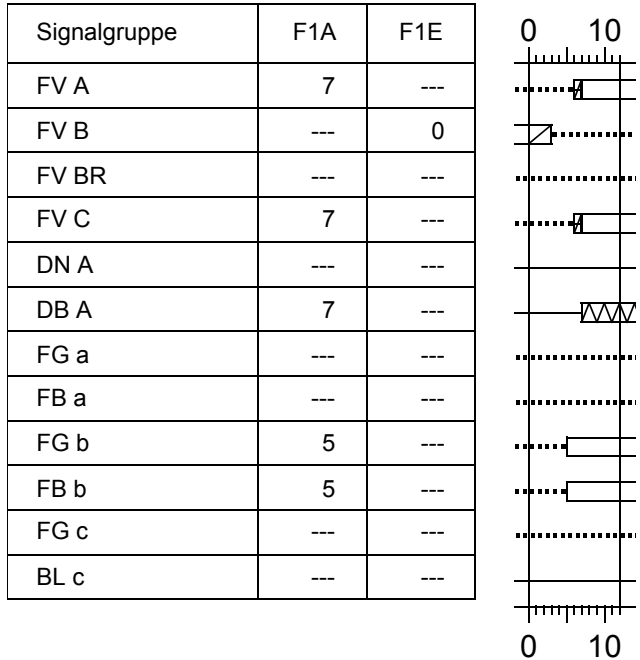 Signalgruppe F1A F1E
FV A 7 ---
FV B --- 0
FV BR --- ---
FV C 7 ---
DN A --- ---
DB A 7 ---
FG a --- ---
FB a --- ---
FG b 5 ---
FB b 5 ---
FG c --- ---
BL c --- ---
0 10
0 10